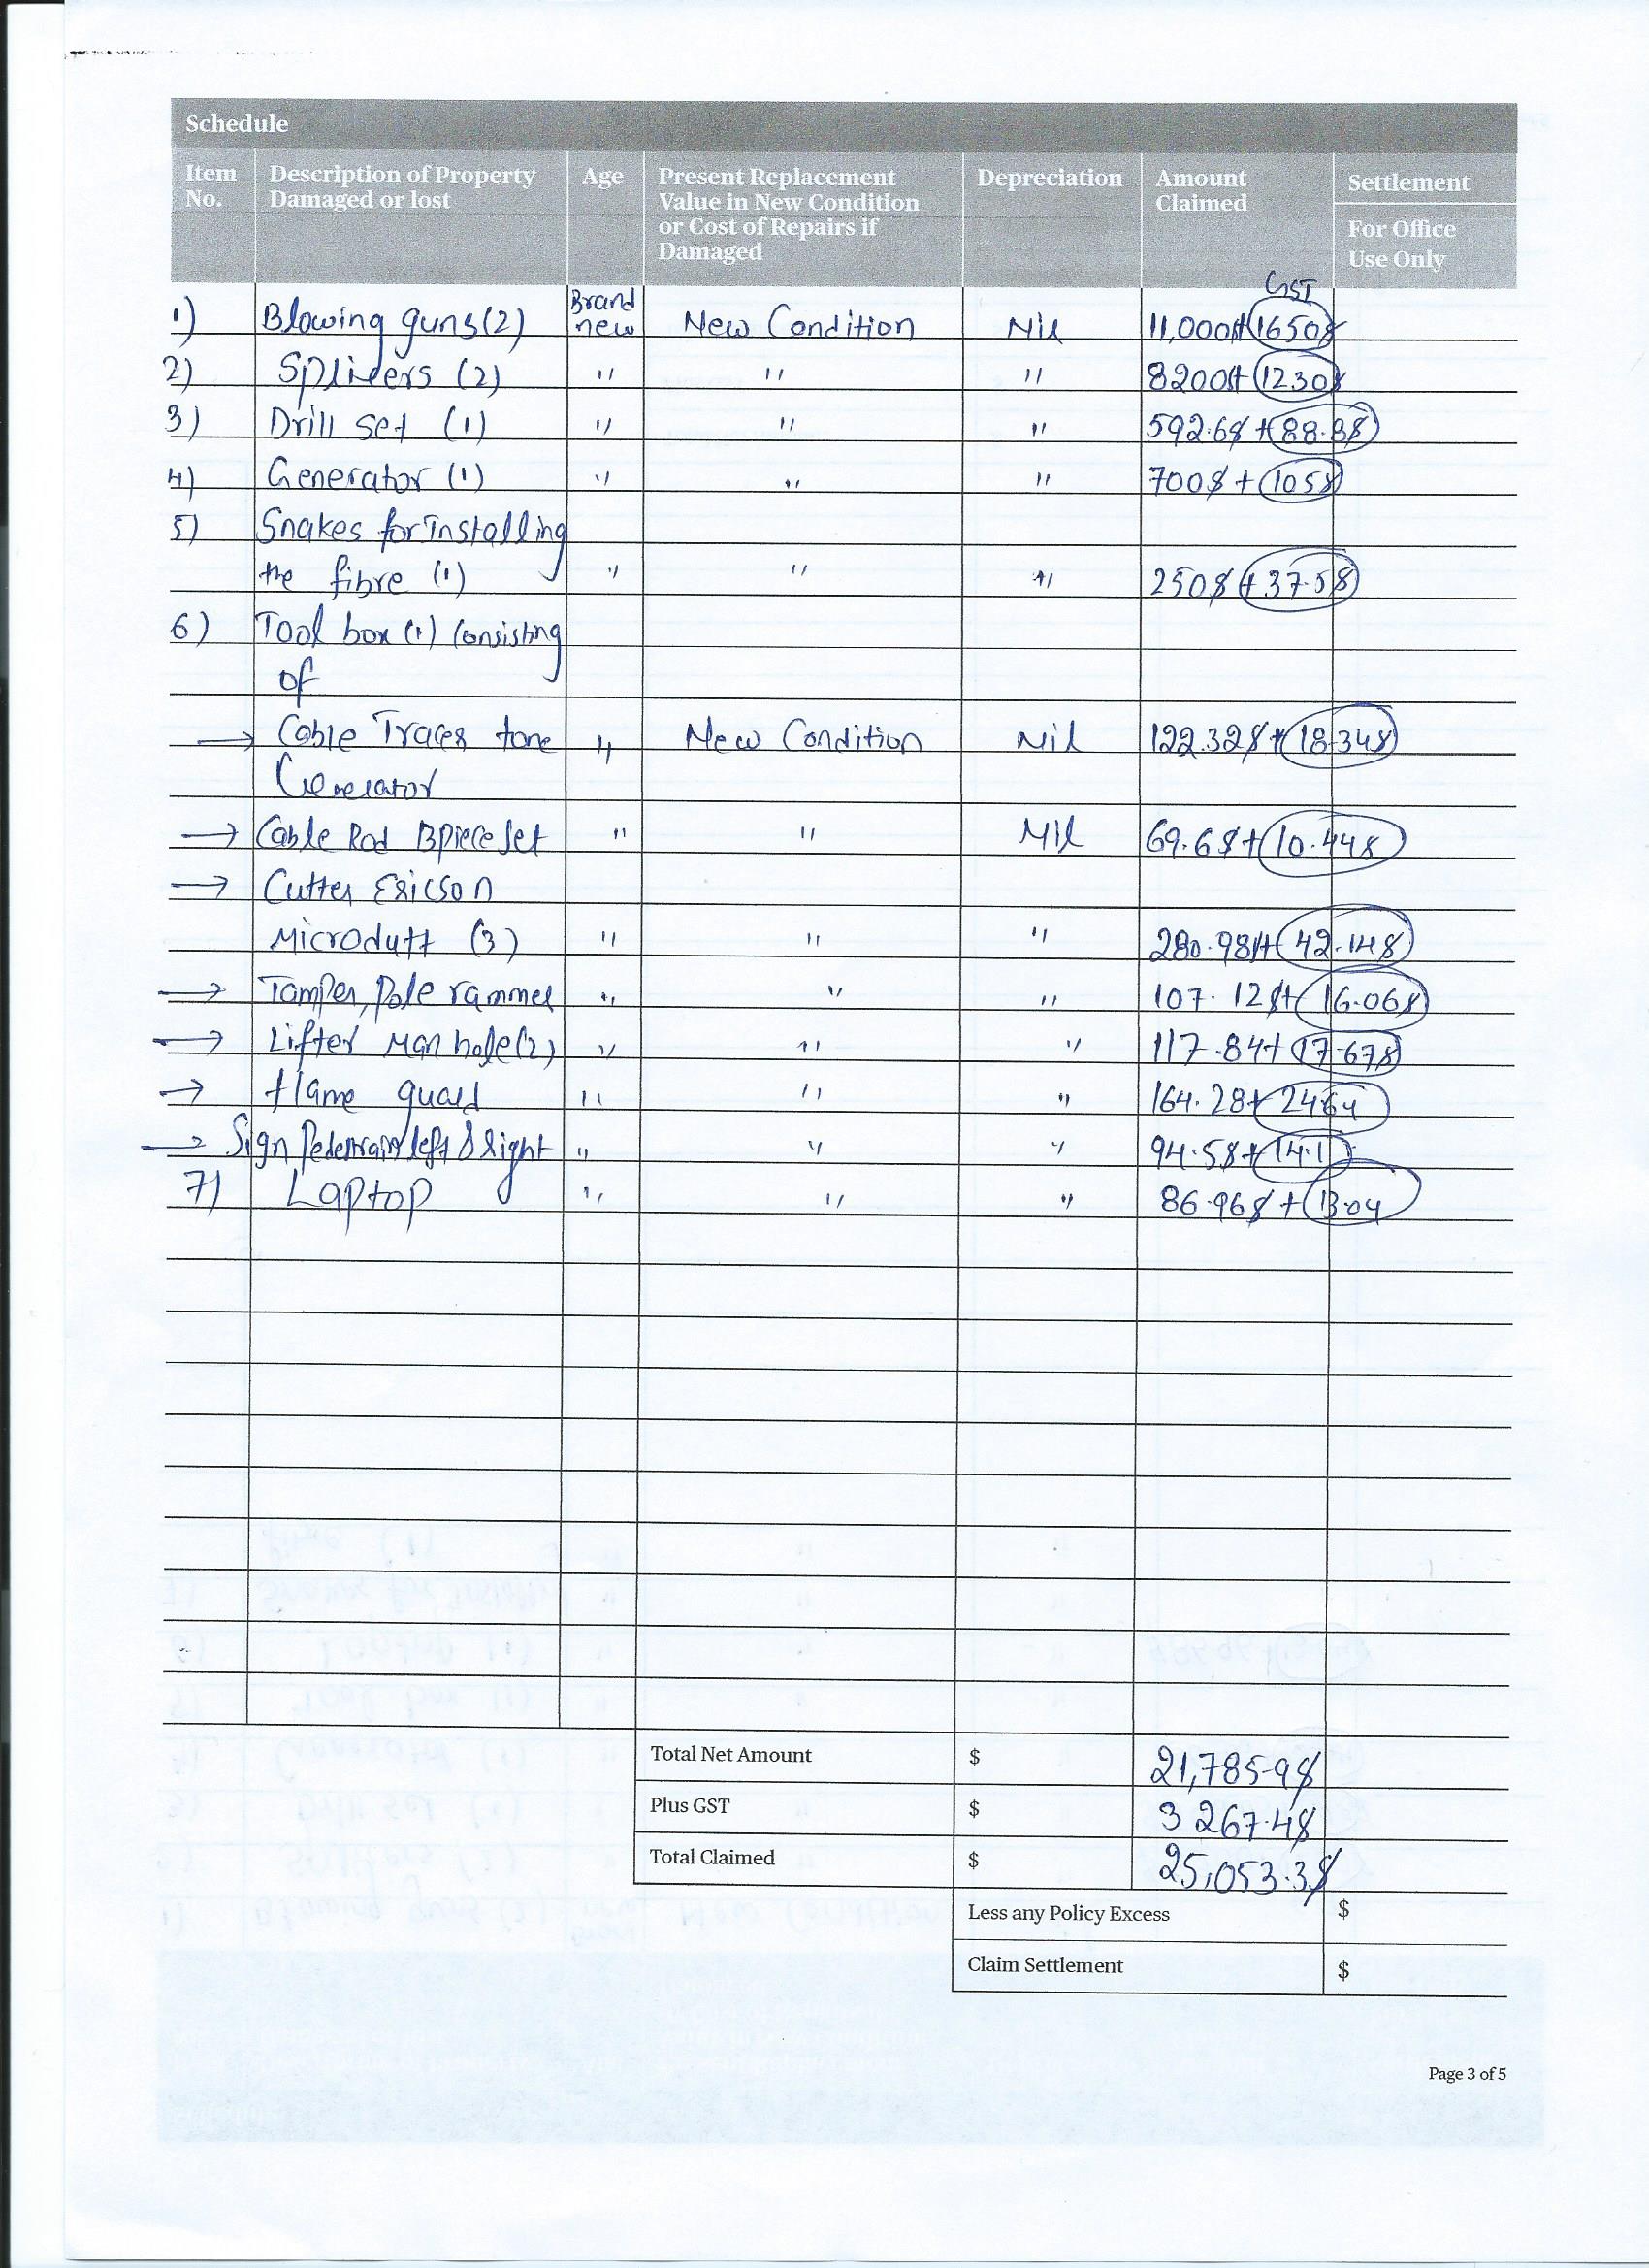 Schedule
Item No. Description of Property Damaged or lost Age Present Replacement Value in New Condition or Cost of Repairs if Damaged Depreciation Amount Claimed Settlement
For Office Use Only
GST
1) Blowing guns (2) Brand new New Condition Nil 11,000$+1650$
2) (2) " " " 8200$+1230$
3) Drill set (1) " " " 592.6$+88.88$
4) Generator (1) " " " 700$+105$
5) Snakes for installing
the fibre (1) " " " 250$+37.5$
6) Tool box (1) Consisting
of
→ Cable Tracer tone " New Condition Nil 122.32$+18.34$
Generator
→ Cable Rod set " " Nil 69.6$+10.44$
→ Cutter Ericson
Microdutt (3) " " " 280.98$+42.14$
→ Tamper, Pole rammer " " " 107.12$+16.06$
→ Lifter Man hole (2) " " " 117.84+17.67$
→ flame guard " " " 164.28+24.64
→ Sign left & Right " " " 94.58+14.1
7) Laptop " " " 86.96$+13.04
Total Net Amount $ 21,785.9$
Plus GST $ 3267.4$
Total Claimed $ 25,053.3$
Less any Policy Excess $
Claim Settlement $
Page 3 of 5